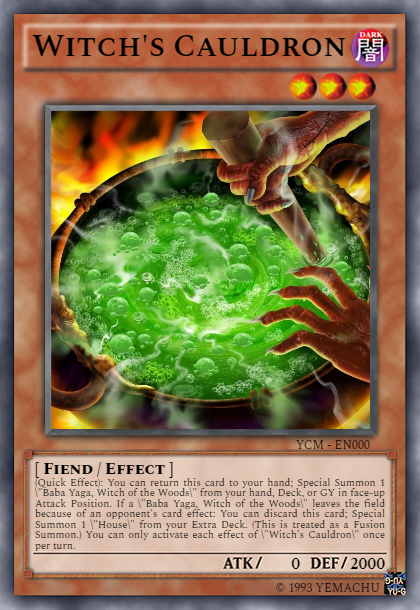 WITCH'S CAULDRON
DARK
闇
YCM - EN000
[ FIEND / EFFECT ]
(Quick Effect): You can return this card to your hand; Special Summon 1
\"Baba Yaga, Witch of the Woods\" from your hand, Deck, or GY in face-up
Attack Position. If a \"Baba Yaga, Witch of the Woods\" leaves the field
because of an opponent's card effect: You can discard this card; Special
Summon 1 \"House\" from your Extra Deck. (This is treated as a Fusion
Summon.) You can only activate each effect of \"Witch's Cauldron\" once
per turn.
ATK/ 0 DEF/ 2000
© 1993 YEMACHU